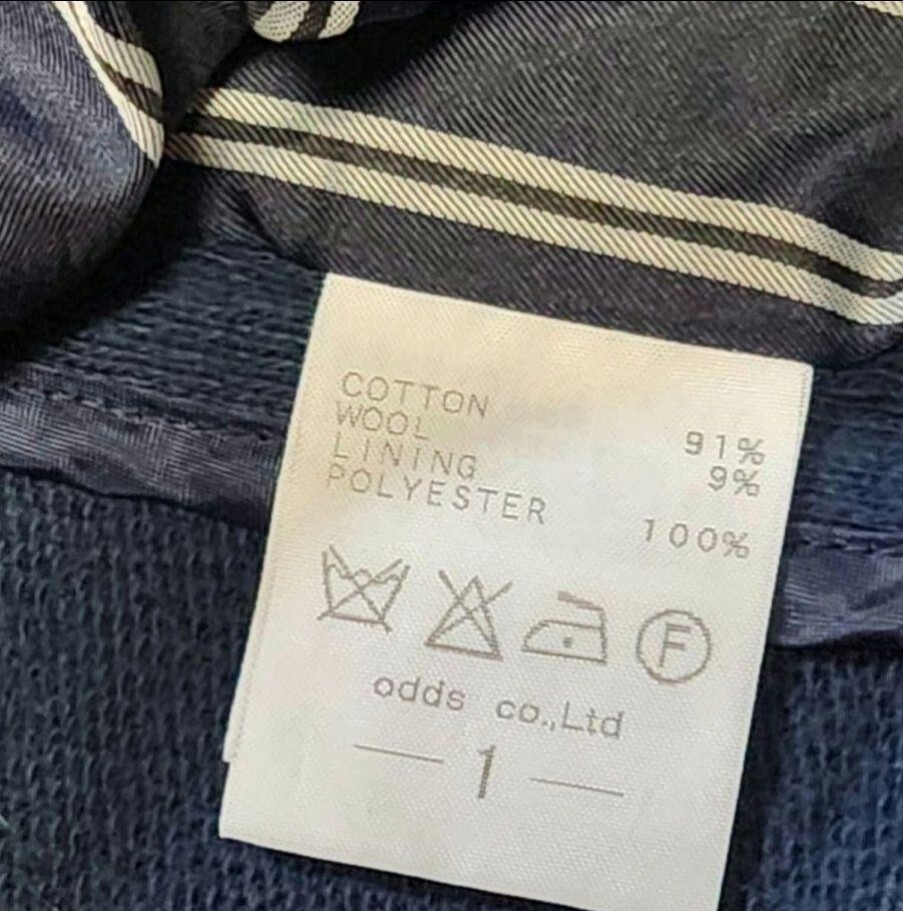 COTTON 91%
WOOL 9%
LINING
POLYESTER 100%
F
odds co.,Ltd
— 1 —